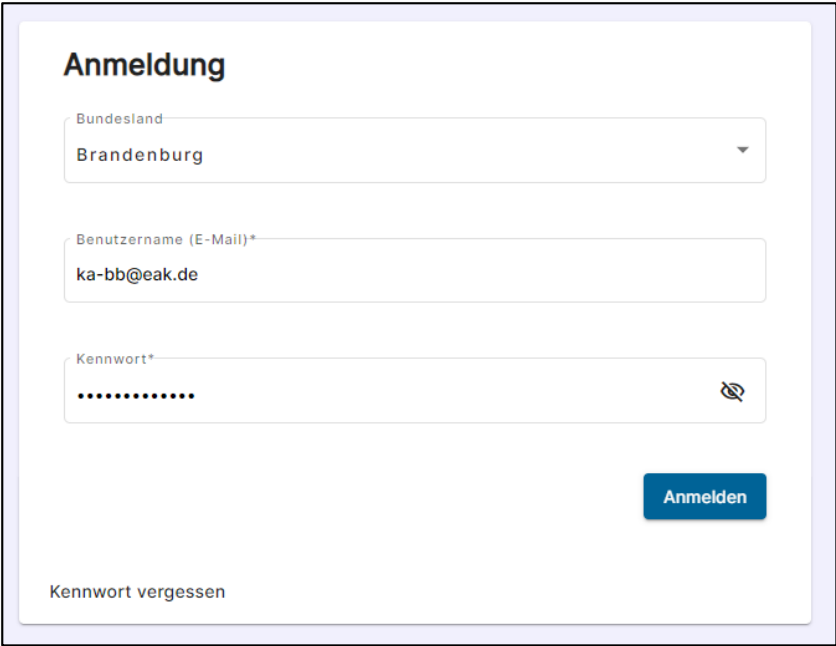 Anmeldung
Bundesland
Brandenburg
Benutzername (E-Mail)*
ka-bb@eak.de
Kennwort*
•••••••••••••
Anmelden
Kennwort vergessen